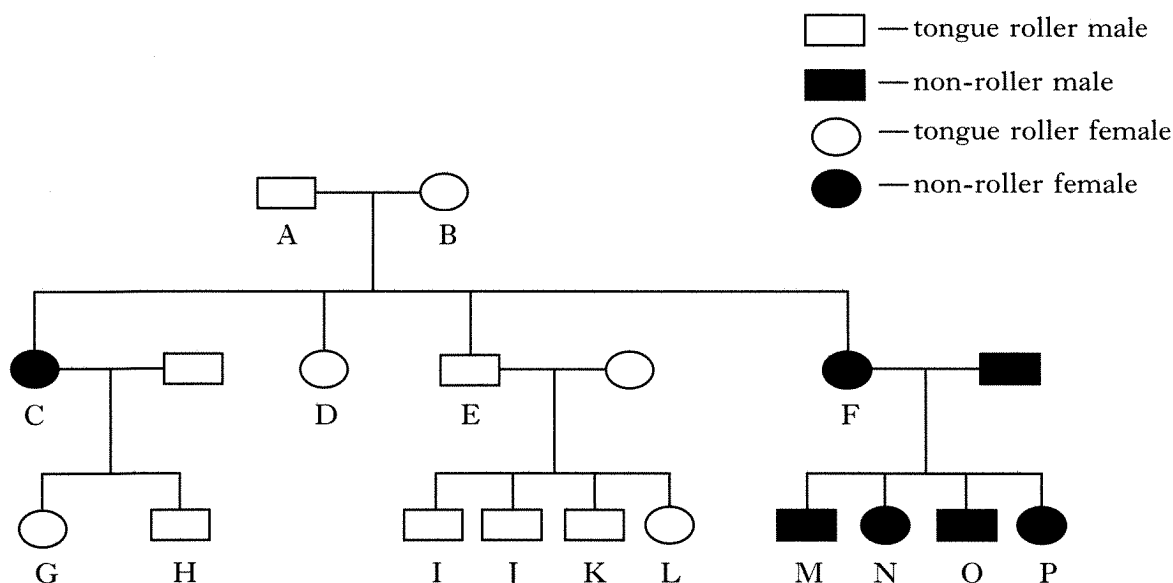 — tongue roller male
— non-roller male
— tongue roller female
— non-roller female
A B
C D E F
G H I J K L M N O P